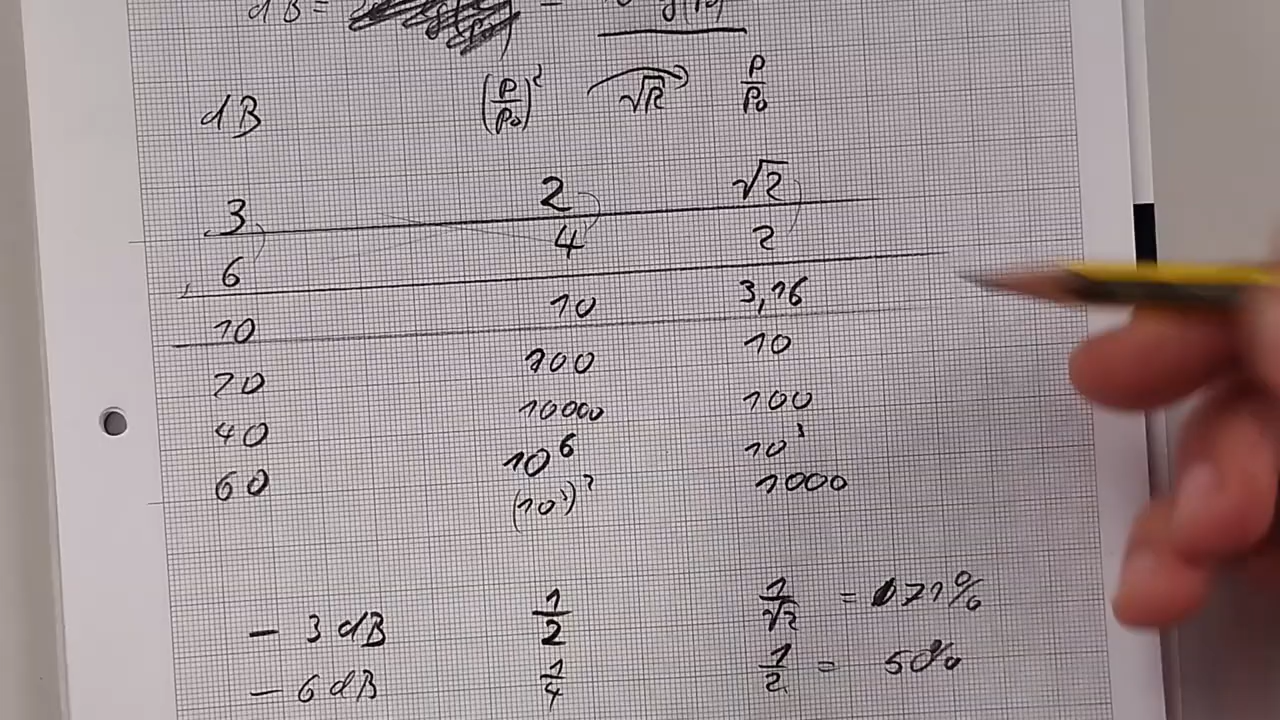 dB =
dB (p/p₀)² √R² p/p₀
3 2 √2
6 4 2
10 10 3,16
20 100 10
40 10000 100
60 10⁶ 10³
(10³)² 1000
− 3 dB 1/2 1/√2 = 71%
− 6 dB 1/4 1/2 = 50%